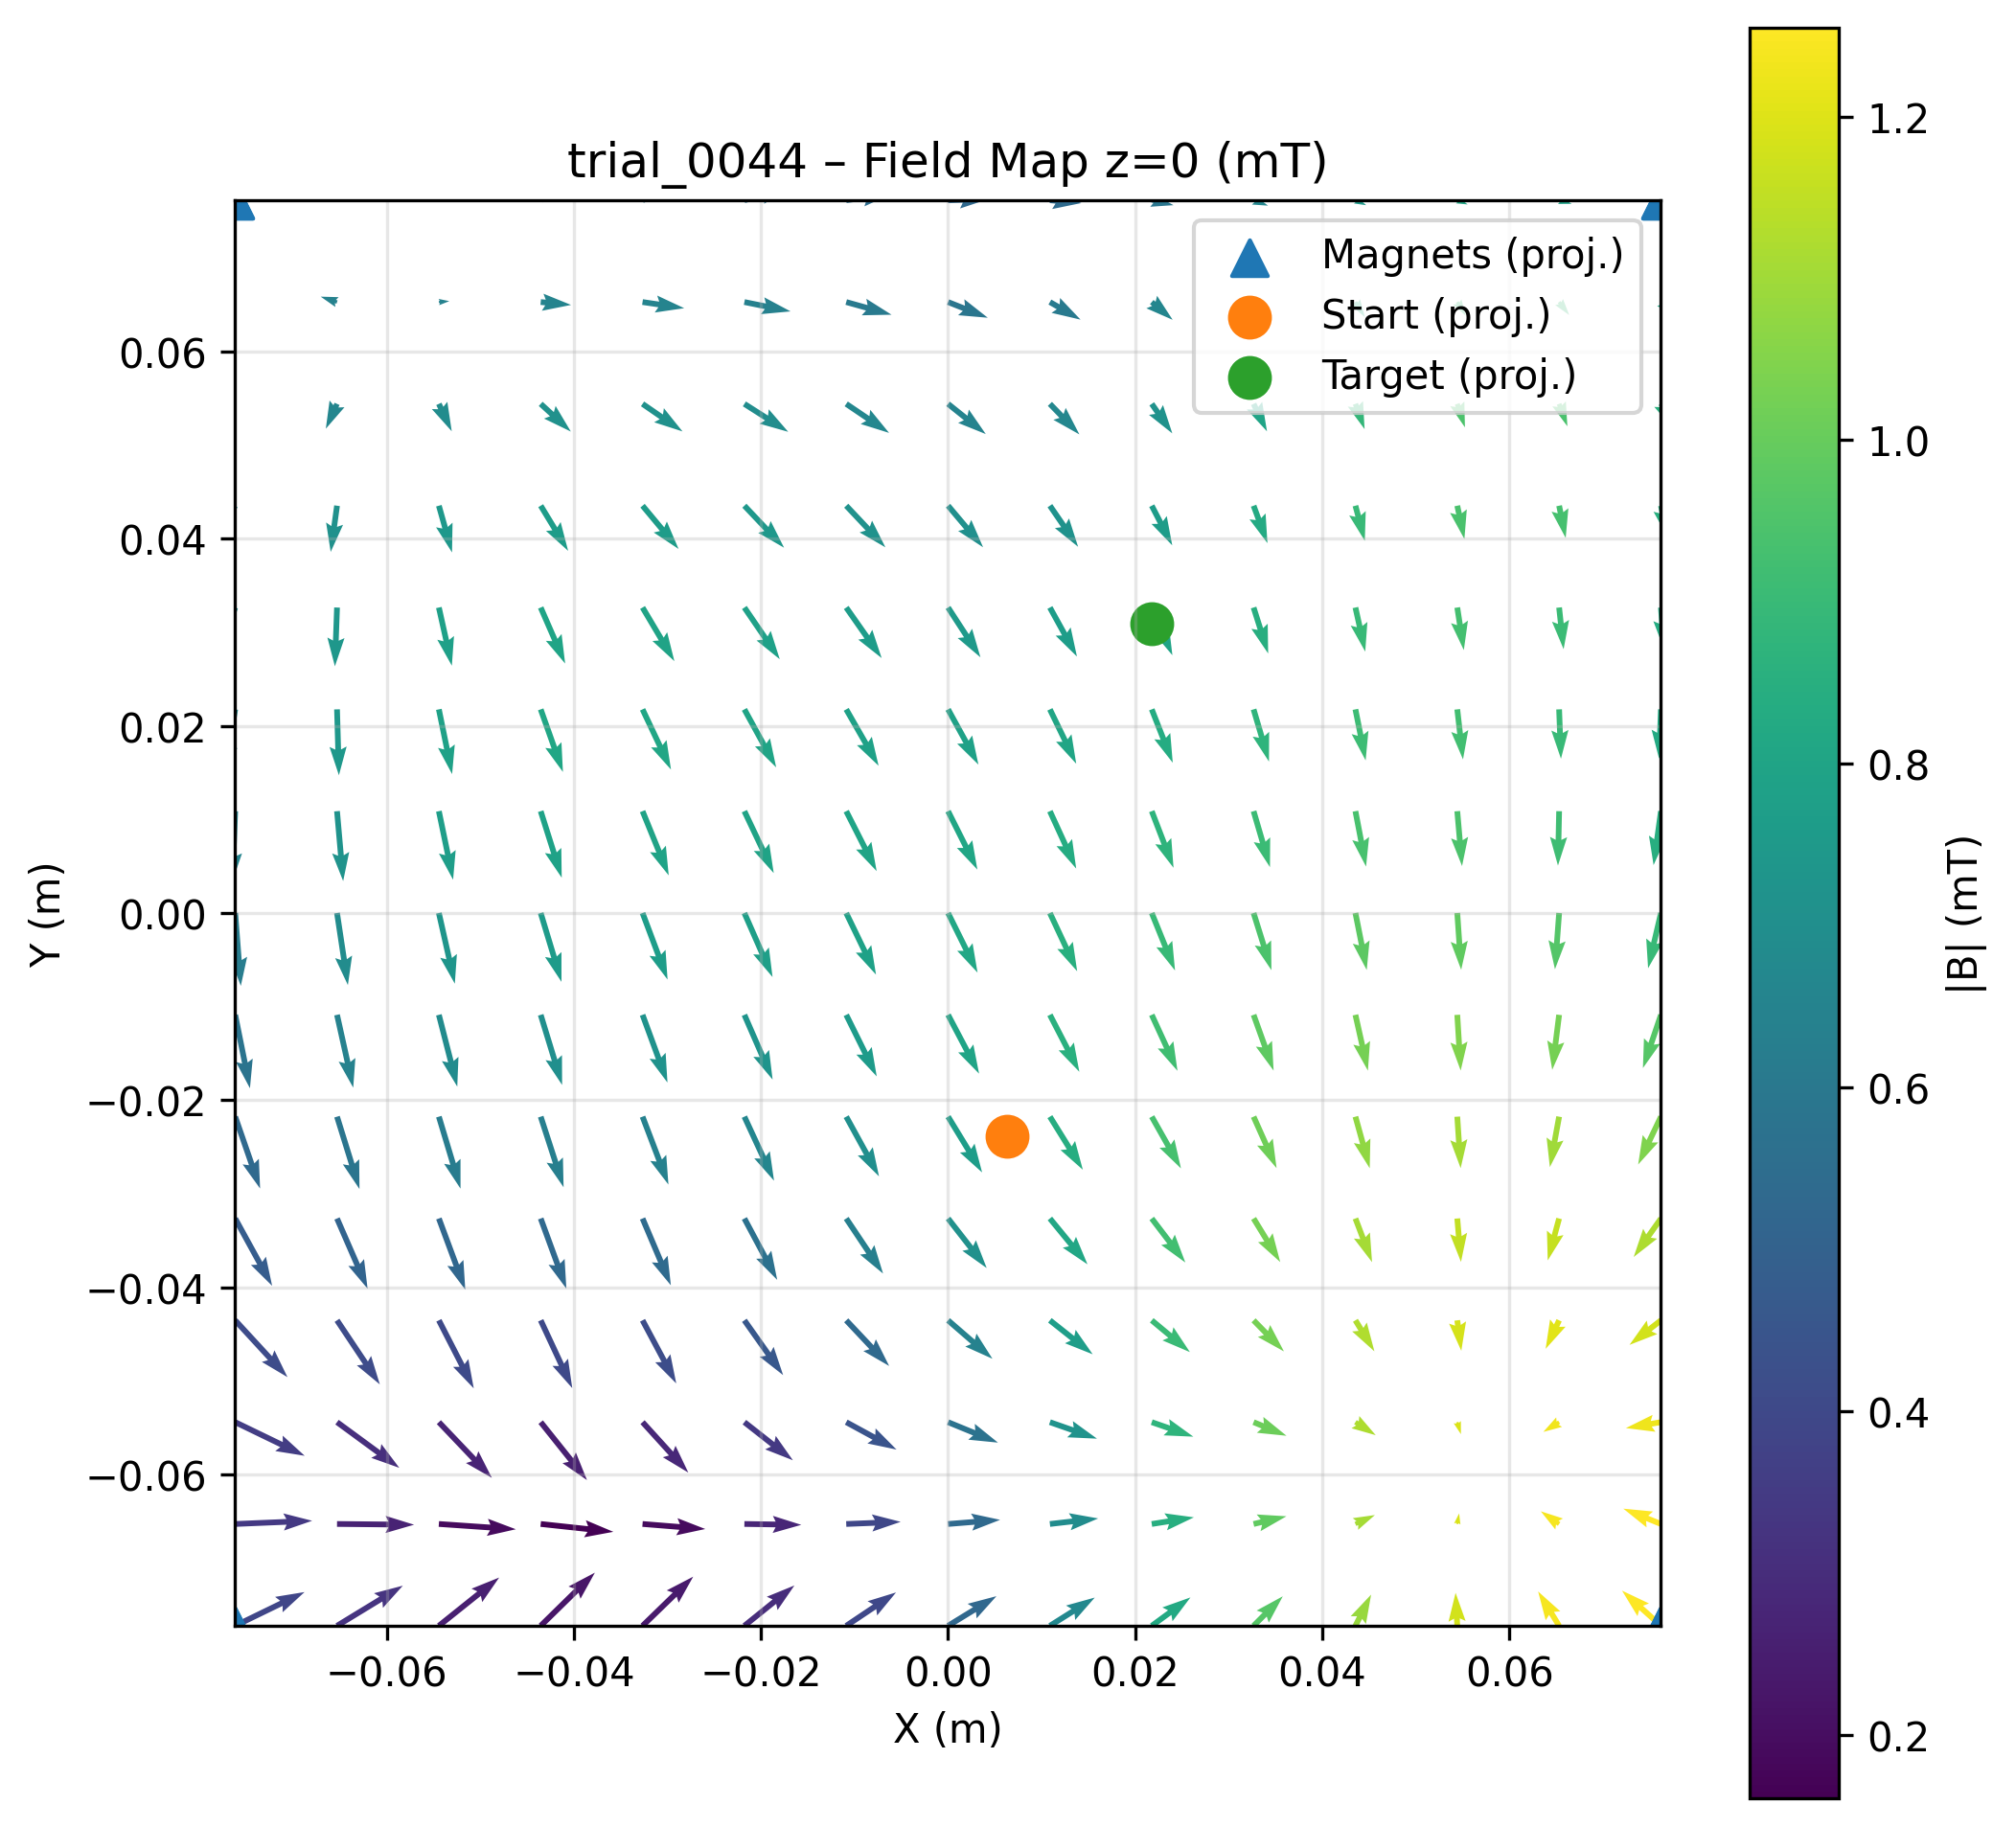 trial_0044 – Field Map z=0 (mT)
Magnets (proj.)
Start (proj.)
Target (proj.)
Y (m)
0.06
0.04
0.02
0.00
−0.02
−0.04
−0.06
−0.06 −0.04 −0.02 0.00 0.02 0.04 0.06
X (m)
1.2
1.0
0.8
0.6
0.4
0.2
|B| (mT)